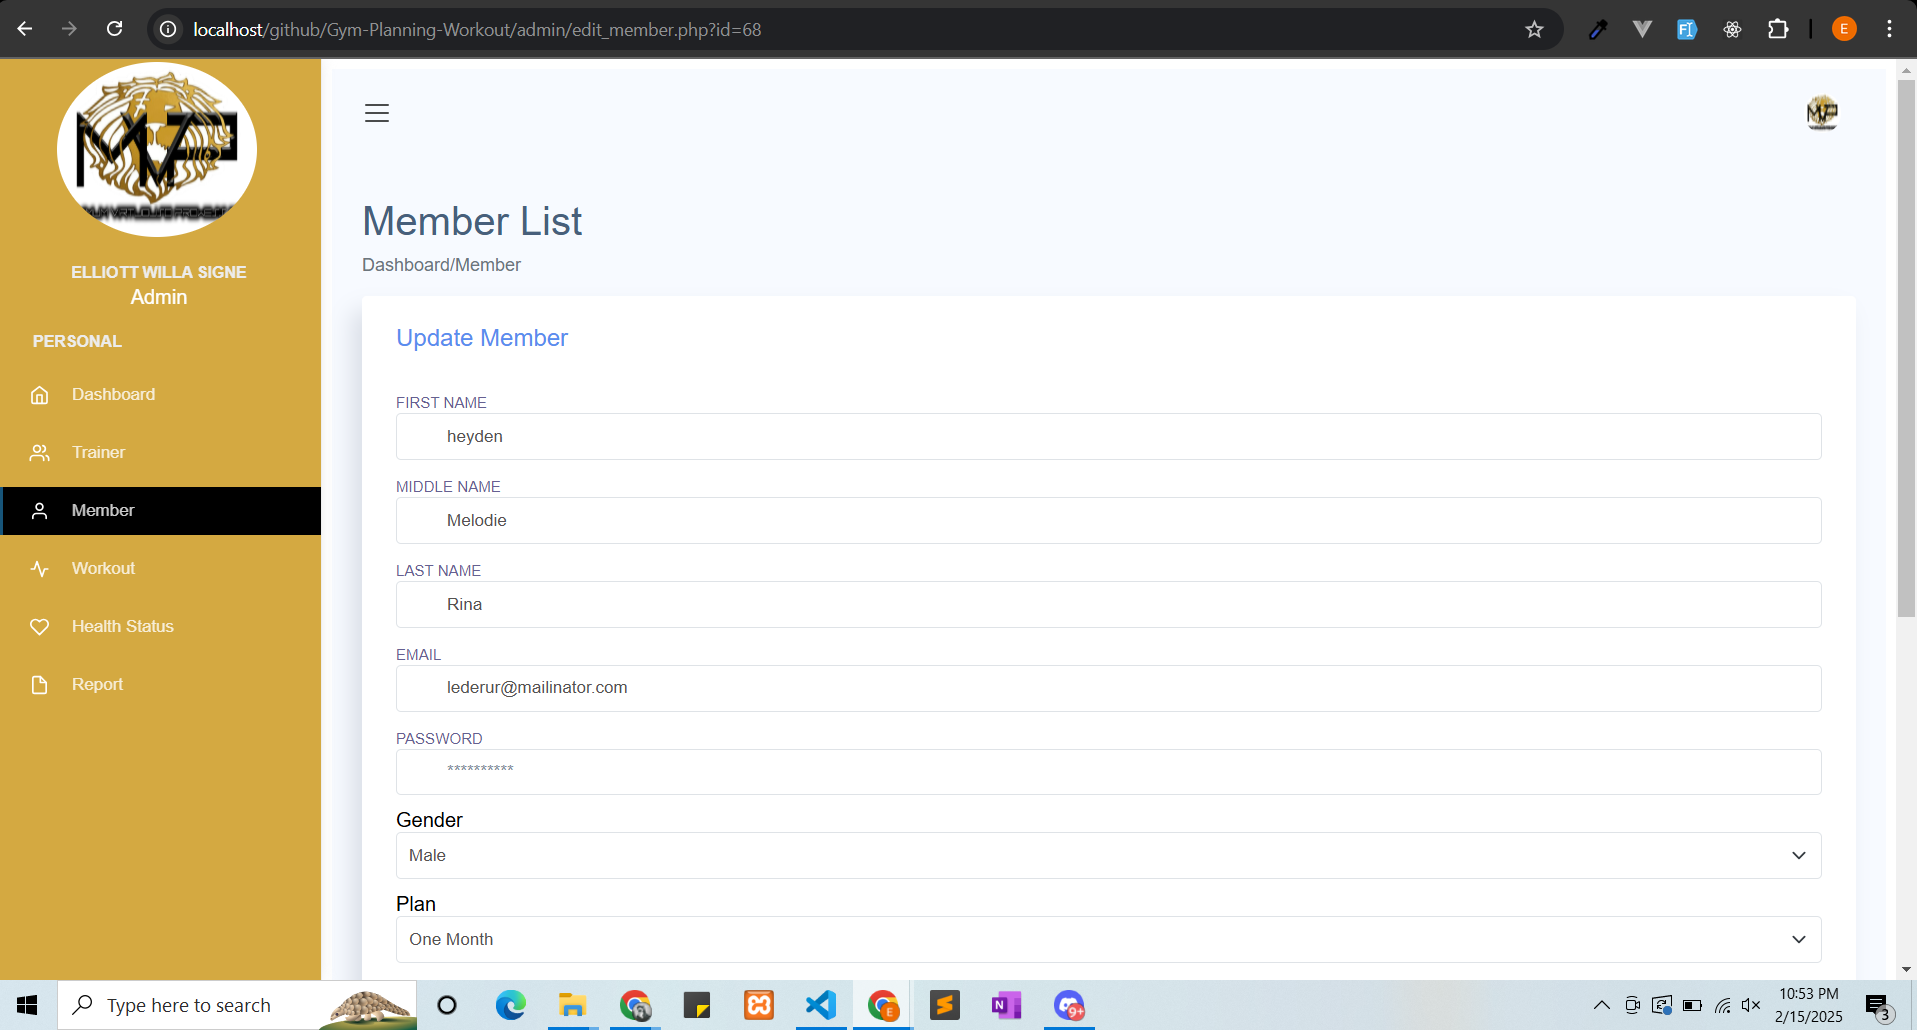 localhost/github/Gym-Planning-Workout/admin/edit_member.php?id=68
E
MVP
ELLIOTT WILLA SIGNE
Admin
PERSONAL
Dashboard
Trainer
Member
Workout
Health Status
Report
Member List
Dashboard/Member
Update Member
FIRST NAME
heyden
MIDDLE NAME
Melodie
LAST NAME
Rina
EMAIL
lederur@mailinator.com
PASSWORD
**********
Gender
Male
Plan
One Month
Type here to search
E
N
9+
10:53 PM
2/15/2025
3